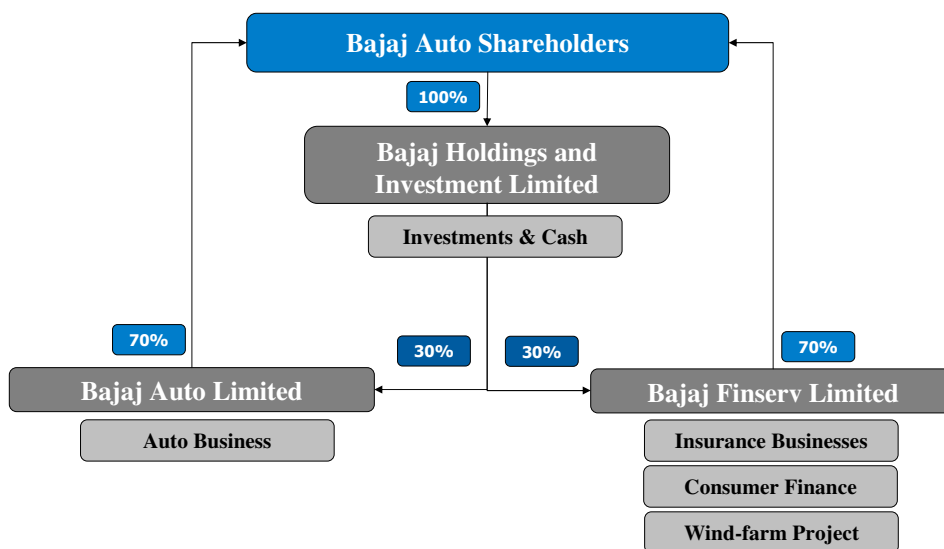 Bajaj Auto Shareholders
100%
Bajaj Holdings and
Investment Limited
Investments & Cash
70%
30%
30%
70%
Bajaj Auto Limited
Bajaj Finserv Limited
Auto Business
Insurance Businesses
Consumer Finance
Wind-farm Project